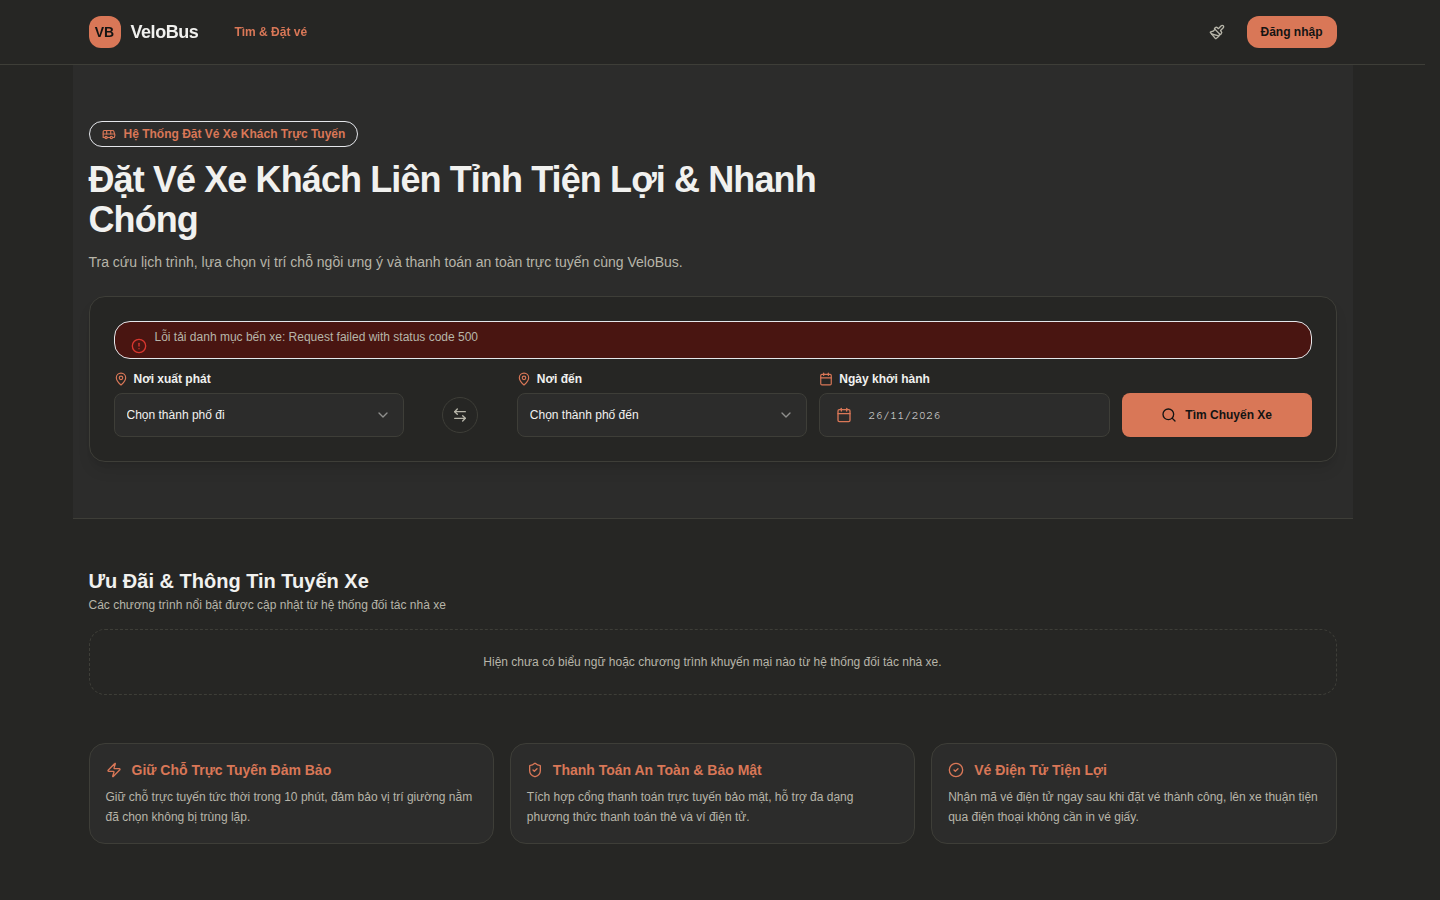 VB VeloBus Tìm & Đặt vé Đăng nhập
Hệ Thống Đặt Vé Xe Khách Trực Tuyến
Đặt Vé Xe Khách Liên Tỉnh Tiện Lợi & Nhanh
Chóng
Tra cứu lịch trình, lựa chọn vị trí chỗ ngồi ưng ý và thanh toán an toàn trực tuyến cùng VeloBus.
Lỗi tải danh mục bến xe: Request failed with status code 500
Nơi xuất phát Nơi đến Ngày khởi hành
Chọn thành phố đi Chọn thành phố đến 26/11/2026 Tìm Chuyến Xe
Ưu Đãi & Thông Tin Tuyến Xe
Các chương trình nổi bật được cập nhật từ hệ thống đối tác nhà xe
Hiện chưa có biểu ngữ hoặc chương trình khuyến mại nào từ hệ thống đối tác nhà xe.
Giữ Chỗ Trực Tuyến Đảm Bảo
Giữ chỗ trực tuyến tức thời trong 10 phút, đảm bảo vị trí giường nằm
đã chọn không bị trùng lặp.
Thanh Toán An Toàn & Bảo Mật
Tích hợp cổng thanh toán trực tuyến bảo mật, hỗ trợ đa dạng
phương thức thanh toán thẻ và ví điện tử.
Vé Điện Tử Tiện Lợi
Nhận mã vé điện tử ngay sau khi đặt vé thành công, lên xe thuận tiện
qua điện thoại không cần in vé giấy.